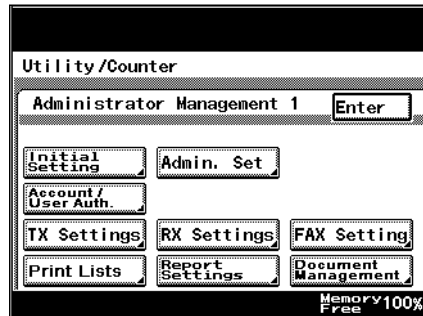 Utility/Counter
Administrator Management 1 Enter
Initial
Setting
Admin. Set
Account/
User Auth.
TX Settings RX Settings FAX Setting
Print Lists
Report
Settings
Document
Management
Memory
Free 100%